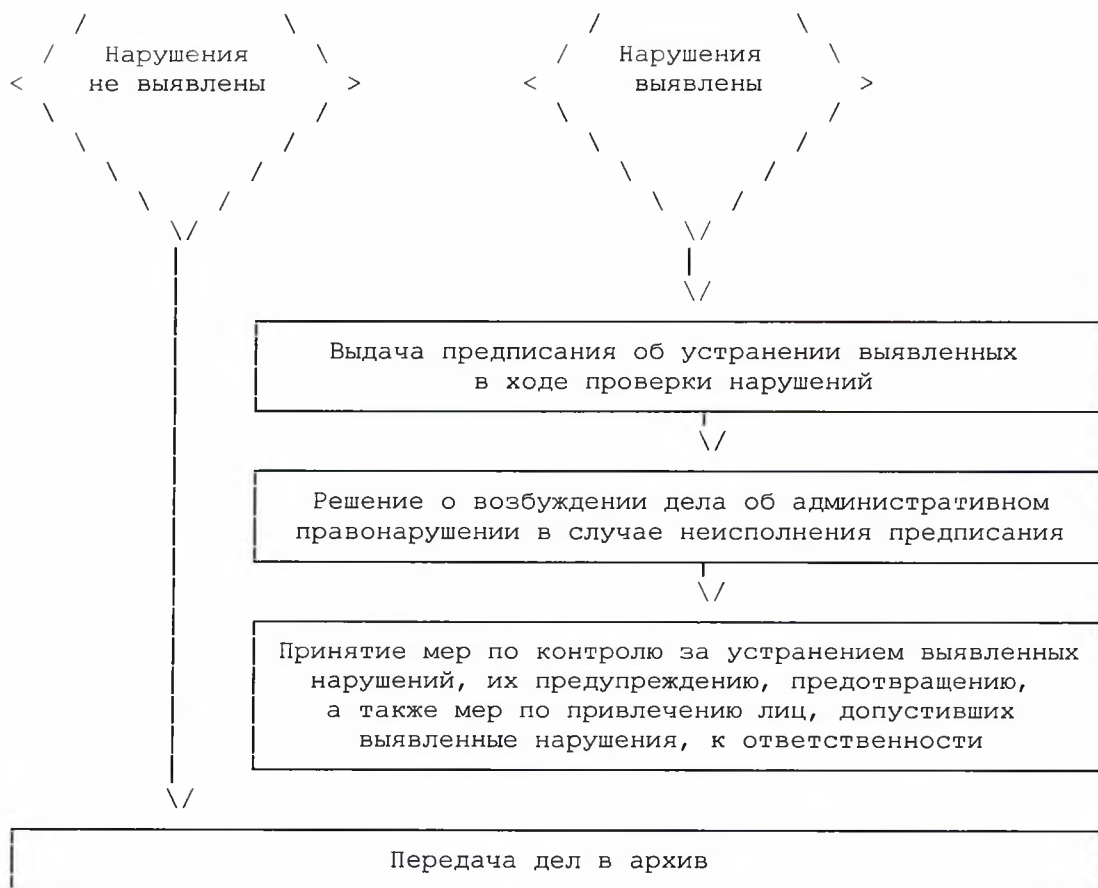 Нарушения
не выявлены
Нарушения
выявлены
Выдача предписания об устранении выявленных
в ходе проверки нарушений
Решение о возбуждении дела об административном
правонарушении в случае неисполнения предписания
Принятие мер по контролю за устранением выявленных
нарушений, их предупреждению, предотвращению,
а также мер по привлечению лиц, допустивших
выявленные нарушения, к ответственности
Передача дел в архив